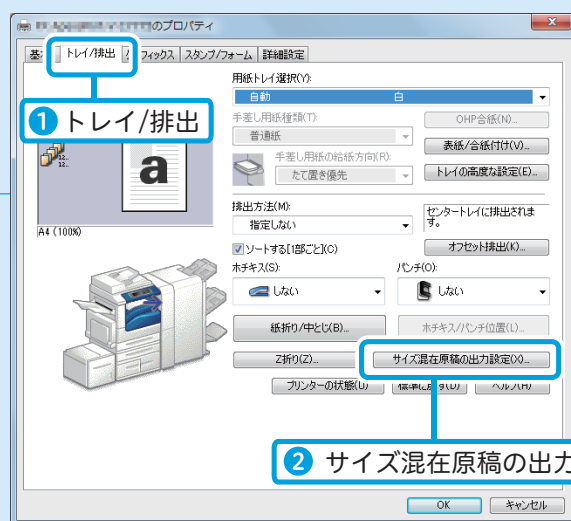 のプロパティ
トレイ/排出
スタンプ/フォーム
詳細設定
用紙トレイ選択(Y):
自動 白
❶ トレイ/排出
手差し用紙種類(T):
普通紙
OHP合紙(N)...
表紙/合紙付け(V)...
手差し用紙の給紙方向(R):
たて置き優先
トレイの高度な設定(E)...
a
A4 (100%)
排出方法(M):
指定しない
センタートレイに排出されま
す。
ソートする[1部ごと](C)
オフセット排出(K)...
ホチキス(S):
パンチ(O):
しない
しない
紙折り/中とじ(B)...
ホチキス/パンチ位置(L)...
Z折り(Z)...
サイズ混在原稿の出力設定(X)...
プリンターの状態(U)
ヘルプ(H)
❷ サイズ混在原稿の出力
OK
キャンセル